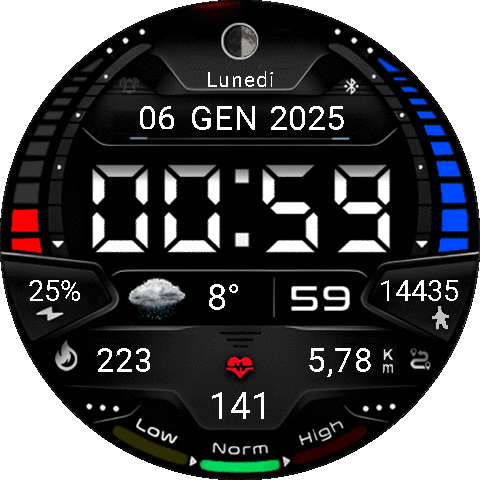 Lunedì
06 GEN 2025
00:59
25%
8°
59
14435
223
5,78 Km
141
Low
Norm
High